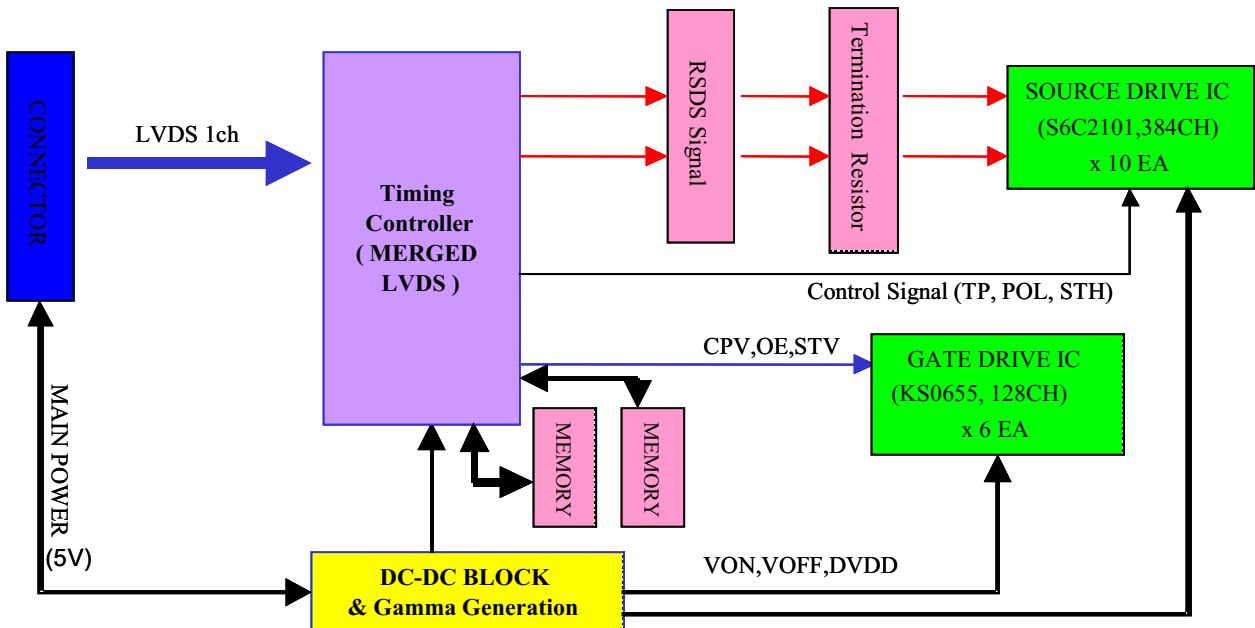 CONNECTOR
LVDS 1ch
Timing
Controller
( MERGED
LVDS )
RSDS Signal
Termination Resistor
SOURCE DRIVE IC
(S6C2101,384CH)
x 10 EA
Control Signal (TP, POL, STH)
CPV,OE,STV
GATE DRIVE IC
(KS0655, 128CH)
x 6 EA
MEMORY
MEMORY
MAIN POWER
(5V)
DC-DC BLOCK
& Gamma Generation
VON,VOFF,DVDD